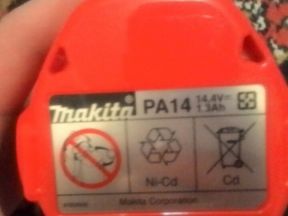 makita PA14 14.4V⎓
1.3Ah
Ni-Cd Cd
Makita Corporation